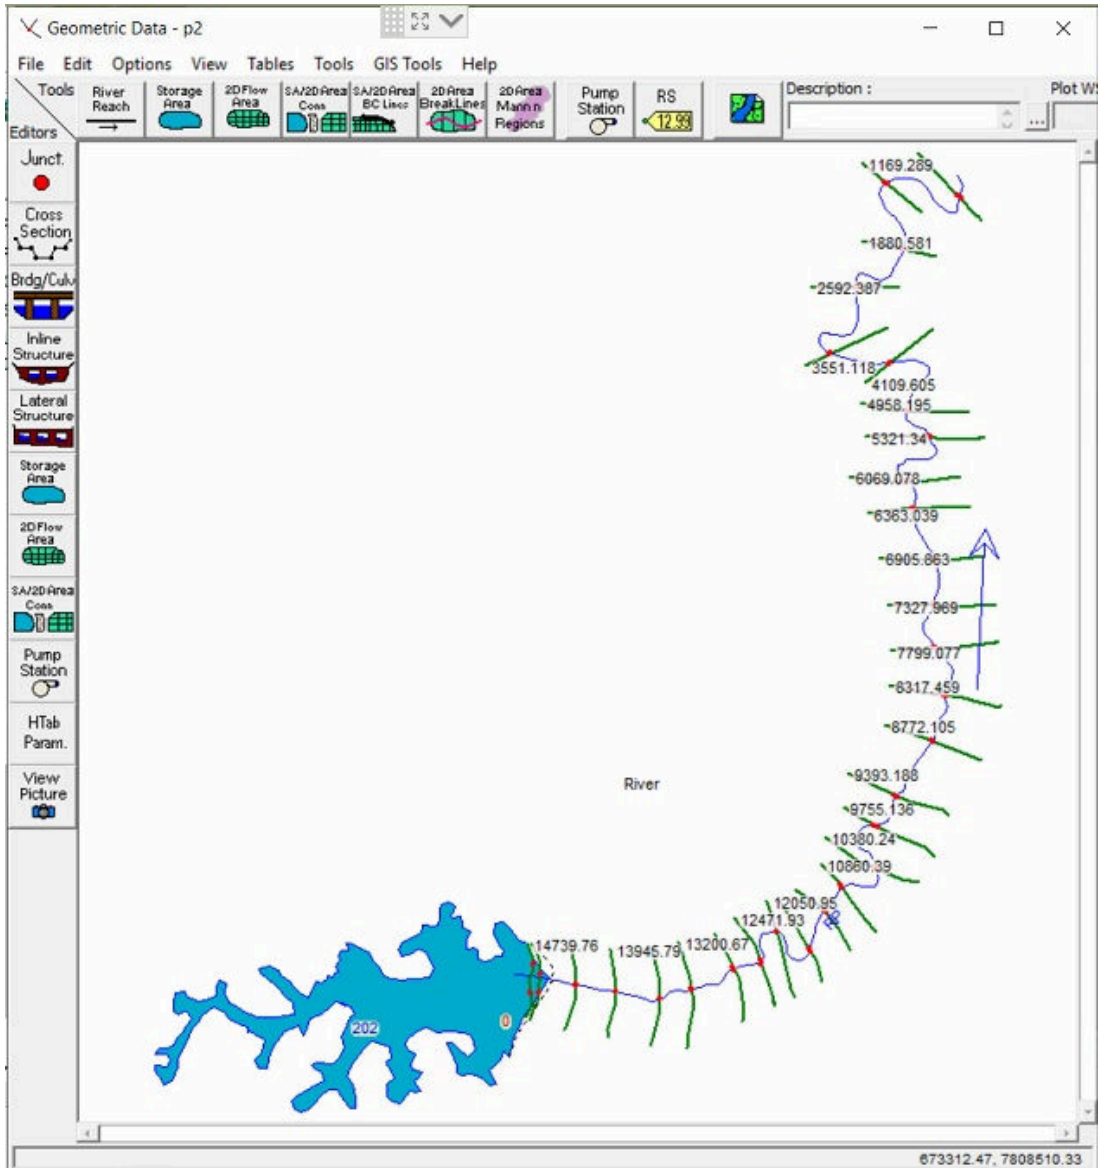 Geometric Data - p2
File Edit Options View Tables Tools GIS Tools Help
Tools
Editors
River
Reach
Storage
Area
2D Flow
Area
SA/2D Area
Conn
SA/2D Area
BC Lines
2D Area
BreakLines
2D Area
Mann n
Regions
Pump
Station
RS
12.99
Description :
...
Plot WS
Junct.
Cross
Section
Brdg/Culv
Inline
Structure
Lateral
Structure
Storage
Area
2D Flow
Area
SA/2D Area
Conn
Pump
Station
HTab
Param.
View
Picture
1169.289
1880.581
2592.387
3551.118
4109.605
4958.195
5321.34
6069.078
6363.039
6905.863
7327.969
7799.077
8317.459
8772.105
River
9393.188
9755.136
10380.24
10860.39
12050.95
12471.93
13200.67
13945.79
14739.76
202
0
673312.47, 7808510.33